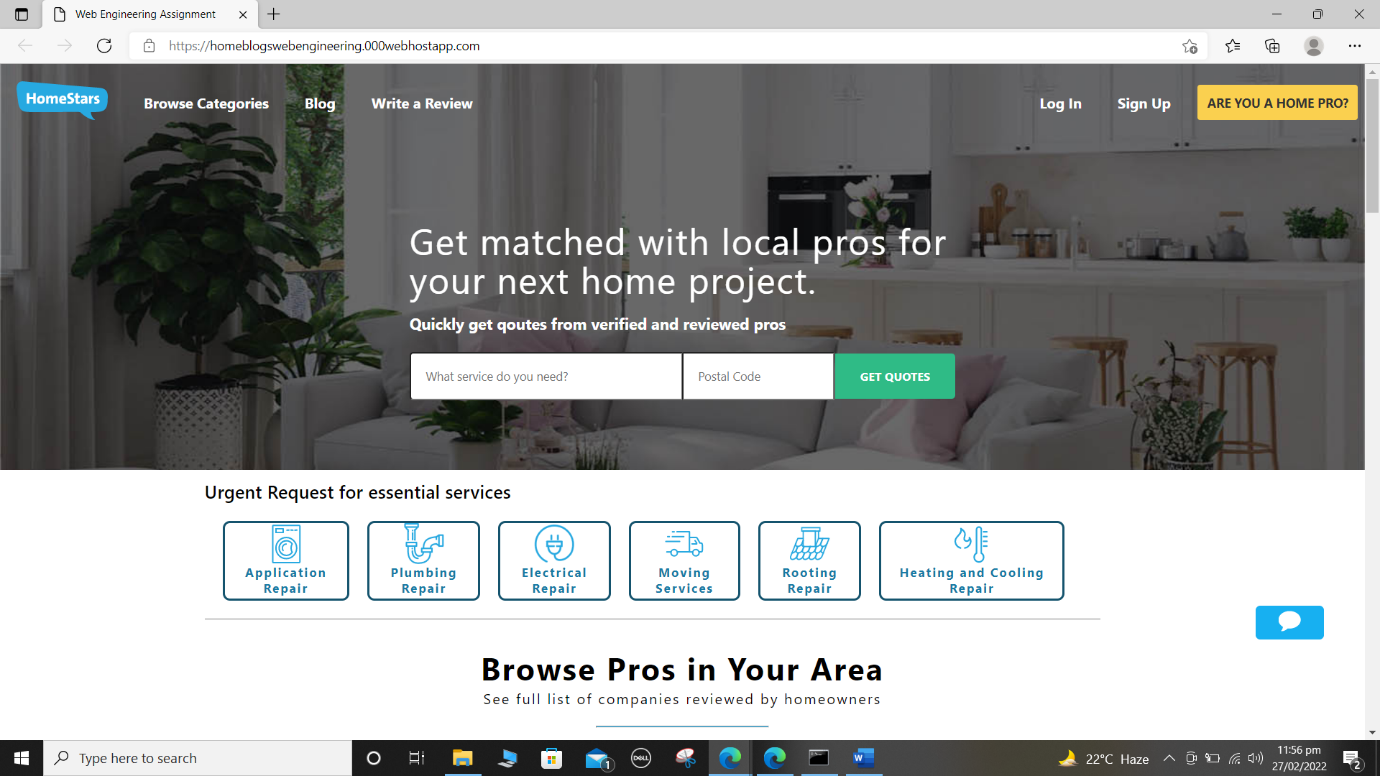 Web Engineering Assignment
https://homeblogswebengineering.000webhostapp.com
HomeStars
Browse Categories
Blog
Write a Review
Log In
Sign Up
ARE YOU A HOME PRO?
Get matched with local pros for
your next home project.
Quickly get qoutes from verified and reviewed pros
What service do you need?
Postal Code
GET QUOTES
Urgent Request for essential services
Application
Repair
Plumbing
Repair
Electrical
Repair
Moving
Services
Rooting
Repair
Heating and Cooling
Repair
Browse Pros in Your Area
See full list of companies reviewed by homeowners
Type here to search
1
DELL
W
22°C Haze
11:56 pm
27/02/2022
2